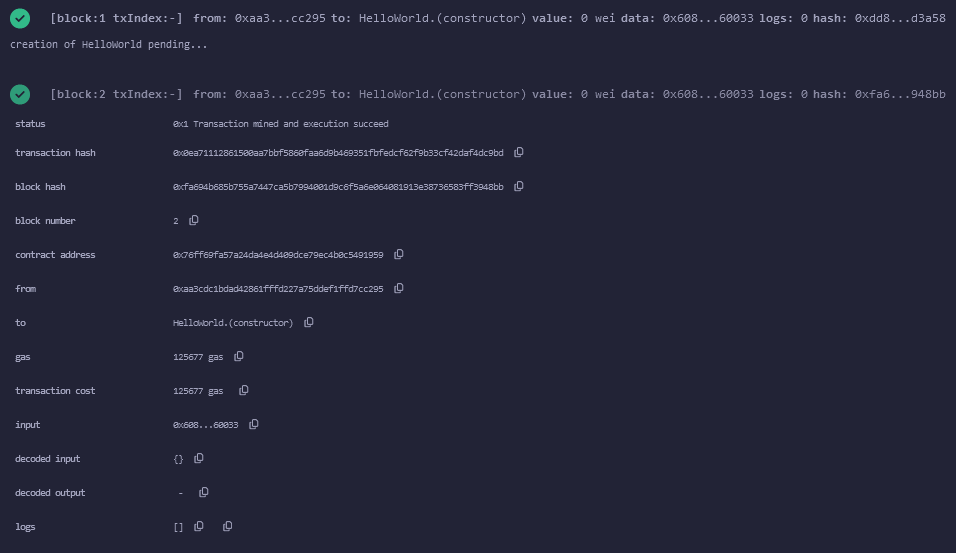 [block:1 txIndex:-] from: 0xaa3...cc295 to: HelloWorld.(constructor) value: 0 wei data: 0x608...60033 logs: 0 hash: 0xdd8...d3a58
creation of HelloWorld pending...
[block:2 txIndex:-] from: 0xaa3...cc295 to: HelloWorld.(constructor) value: 0 wei data: 0x608...60033 logs: 0 hash: 0xfa6...948bb
status 0x1 Transaction mined and execution succeed
transaction hash 0x0ea71112861500aa7bbf5860faa6d9b469351fbfedcf62f9b33cf42daf4dc9bd
block hash 0xfa694b685b755a7447ca5b7994001d9c6f5a6e064081913e38736583ff3948bb
block number 2
contract address 0x76ff69fa57a24da4e4d409dce79ec4b0c5491959
from 0xaa3cdc1bdad42861fffd227a75ddef1ffd7cc295
to HelloWorld.(constructor)
gas 125677 gas
transaction cost 125677 gas
input 0x608...60033
decoded input {}
decoded output -
logs []